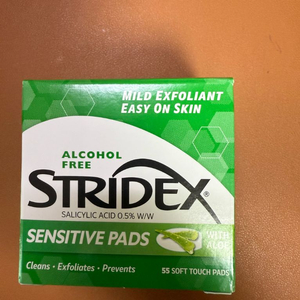 MILD EXFOLIANT
EASY ON SKIN
ALCOHOL
FREE
STRIDEX®
SALICYLIC ACID 0.5% W/W
SENSITIVE PADS
WITH
ALOE
Cleans • Exfoliates • Prevents
55 SOFT TOUCH PADS